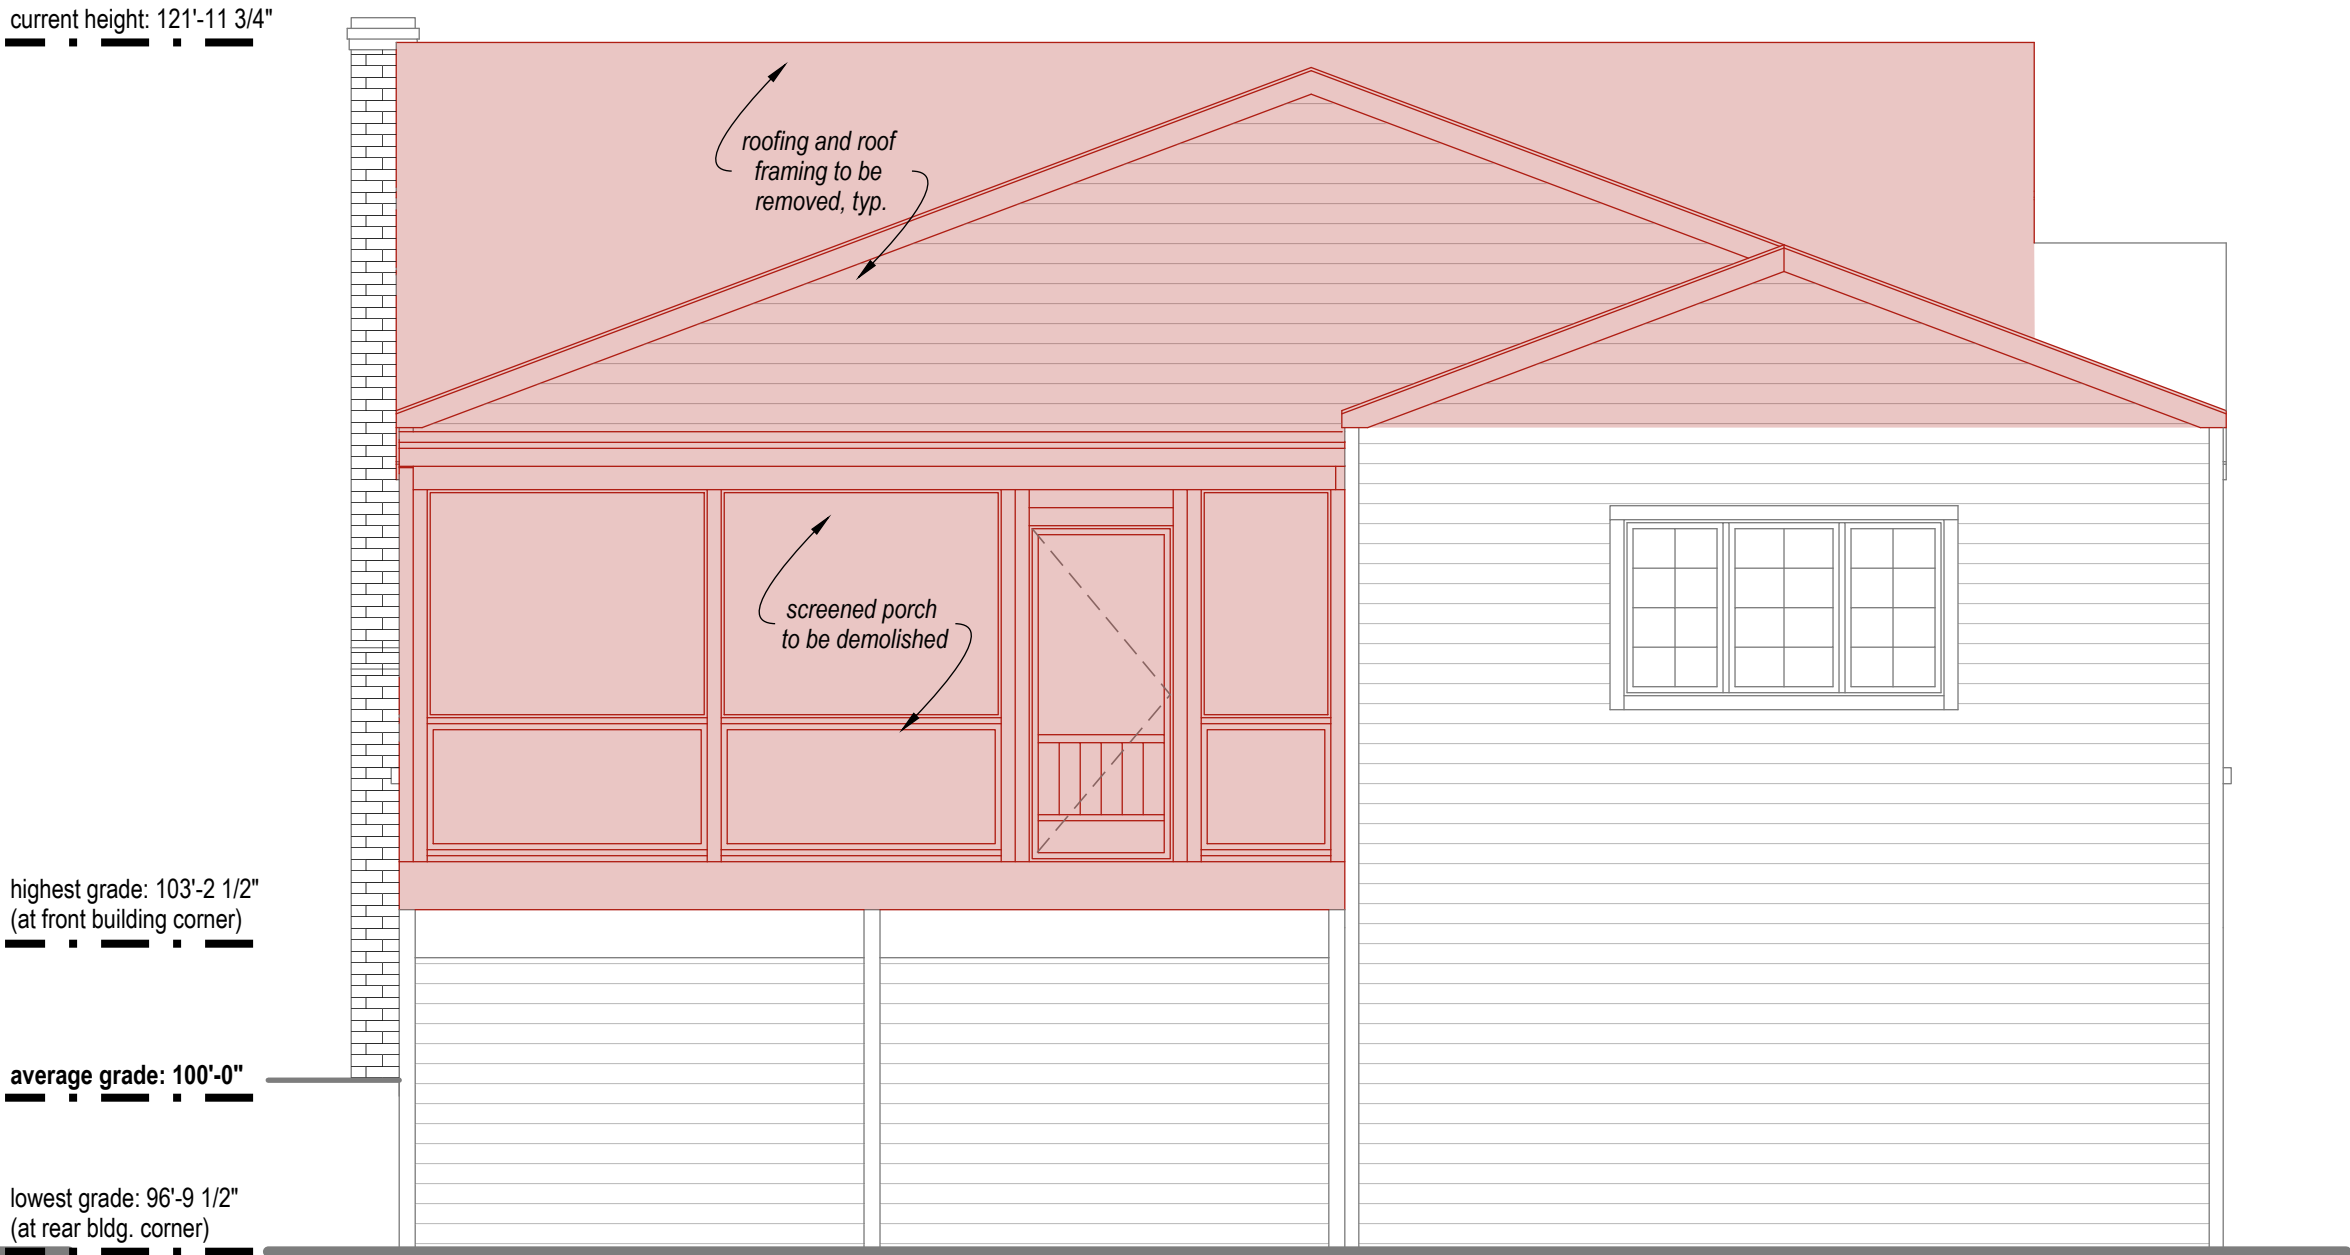 current height: 121'-11 3/4"
roofing and roof
framing to be
removed, typ.
screened porch
to be demolished
highest grade: 103'-2 1/2"
(at front building corner)
average grade: 100'-0"
lowest grade: 96'-9 1/2"
(at rear bldg. corner)